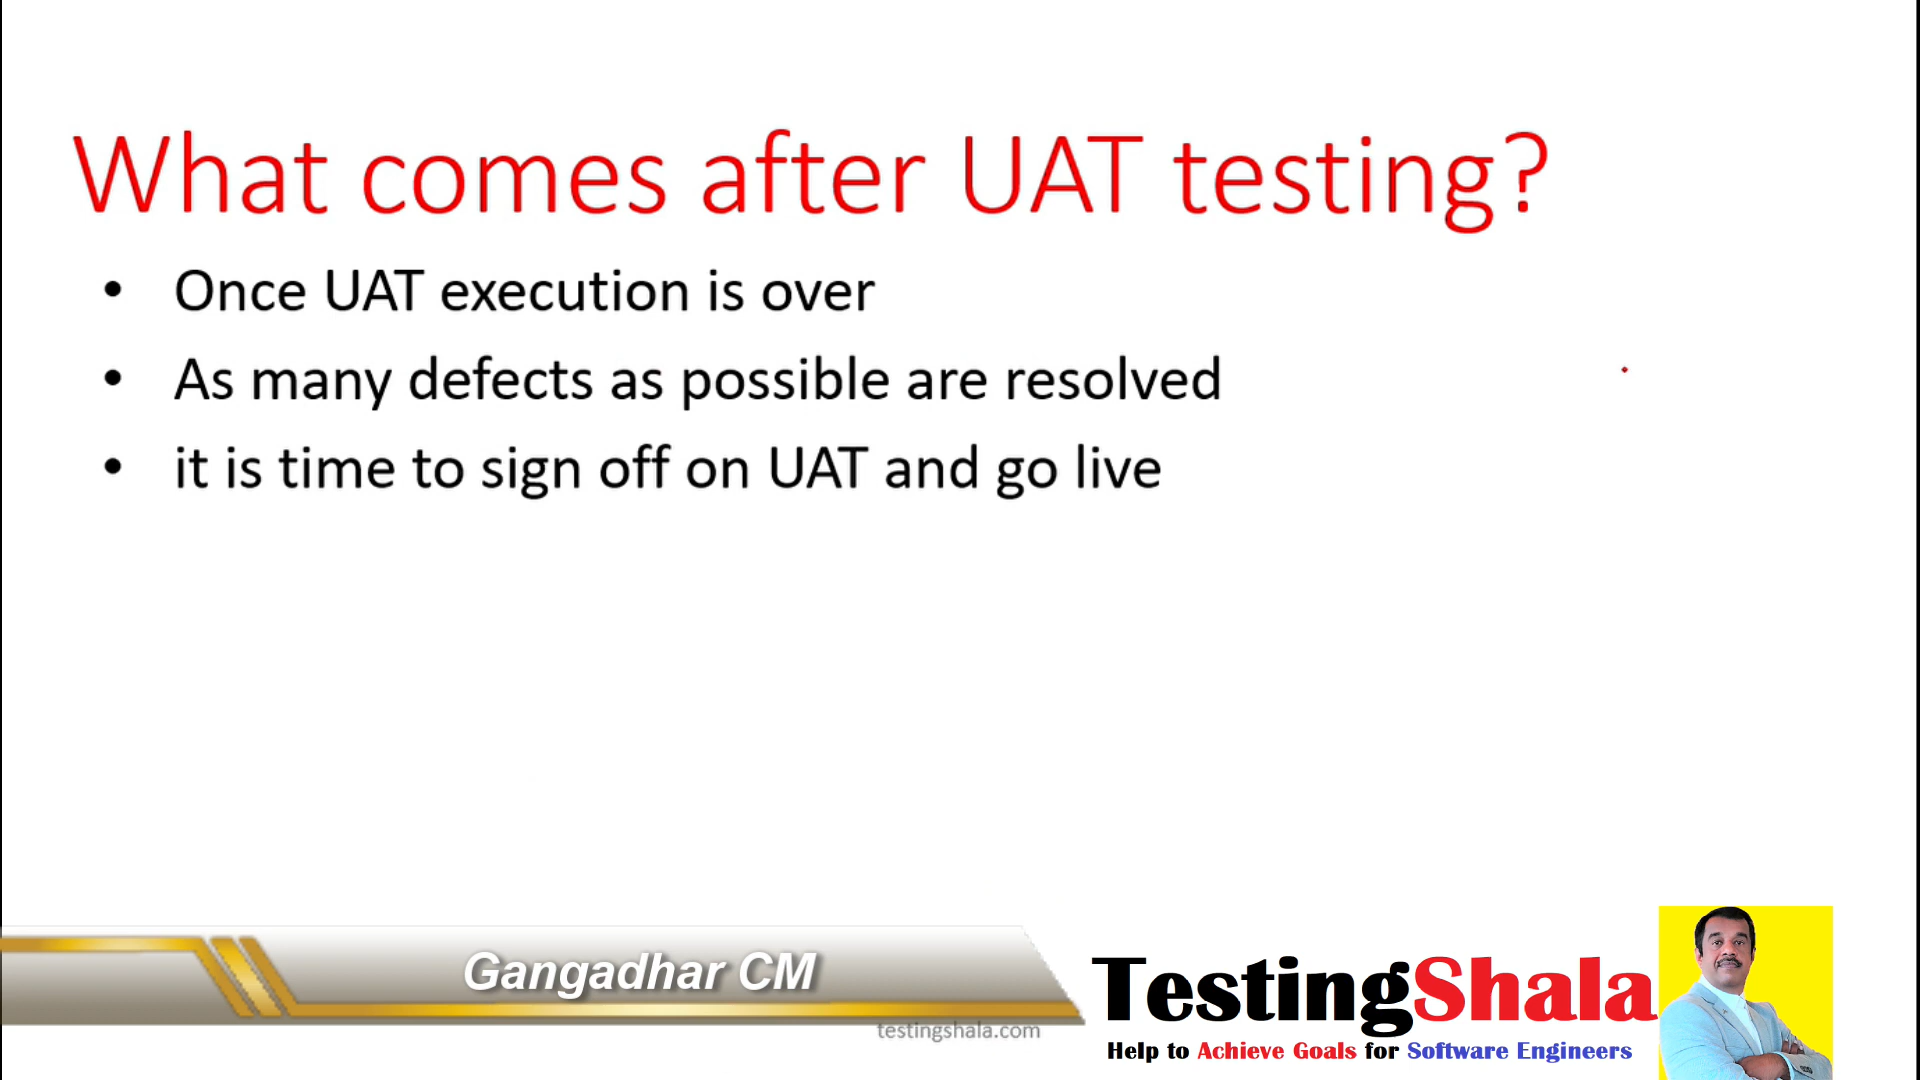 What comes after UAT testing?
• Once UAT execution is over
• As many defects as possible are resolved
• it is time to sign off on UAT and go live
Gangadhar CM
testingshala.com
TestingShala
Help to Achieve Goals for Software Engineers